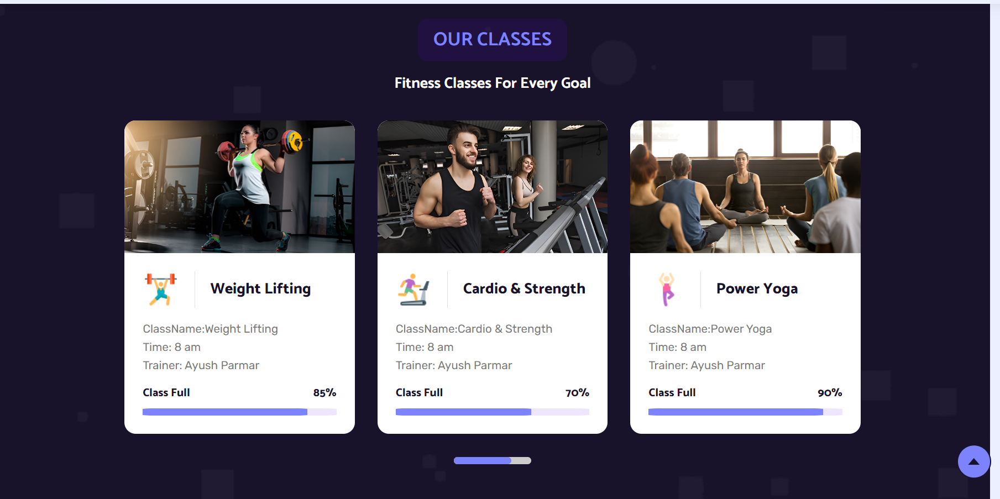 OUR CLASSES
Fitness Classes For Every Goal
Weight Lifting
ClassName:Weight Lifting
Time: 8 am
Trainer: Ayush Parmar
Class Full 85%
Cardio & Strength
ClassName:Cardio & Strength
Time: 8 am
Trainer: Ayush Parmar
Class Full 70%
Power Yoga
ClassName:Power Yoga
Time: 8 am
Trainer: Ayush Parmar
Class Full 90%